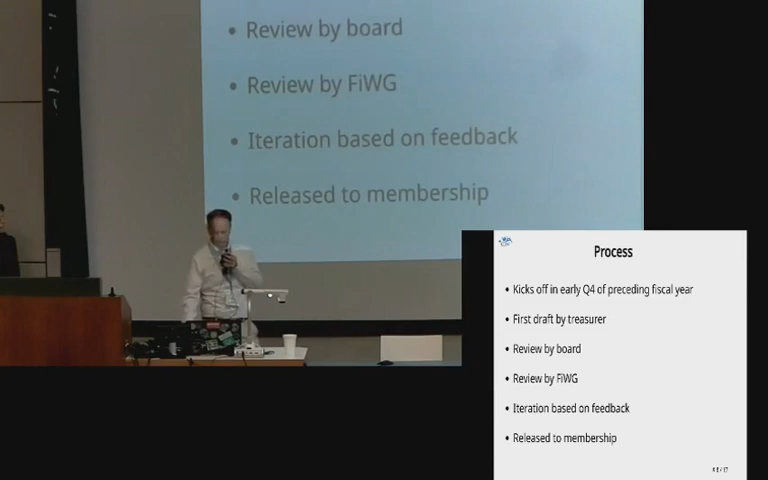 • Review by board
• Review by FiWG
• Iteration based on feedback
• Released to membership
Process
• Kicks off in early Q4 of preceding fiscal year
• First draft by treasurer
• Review by board
• Review by FiWG
• Iteration based on feedback
• Released to membership